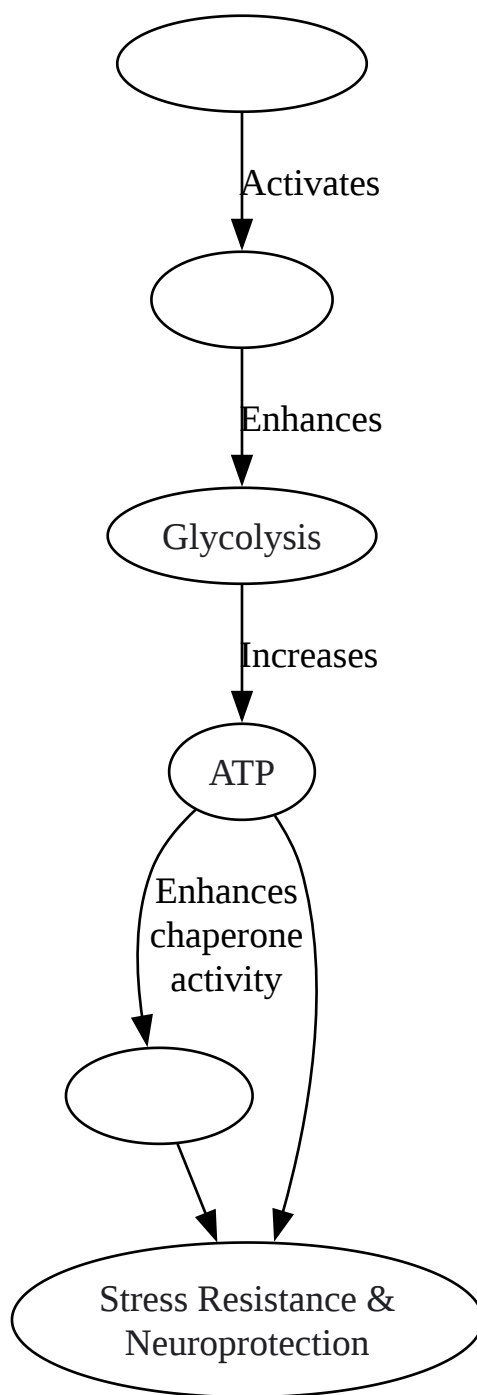 Activates
Enhances
Glycolysis
Increases
ATP
Enhances
chaperone
activity
Stress Resistance &
Neuroprotection